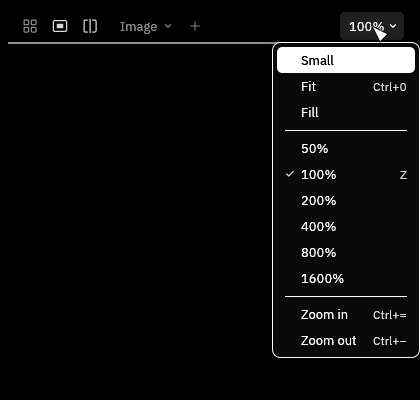 Image
100%
Small
Fit Ctrl+0
Fill
50%
100% Z
200%
400%
800%
1600%
Zoom in Ctrl+=
Zoom out Ctrl+−